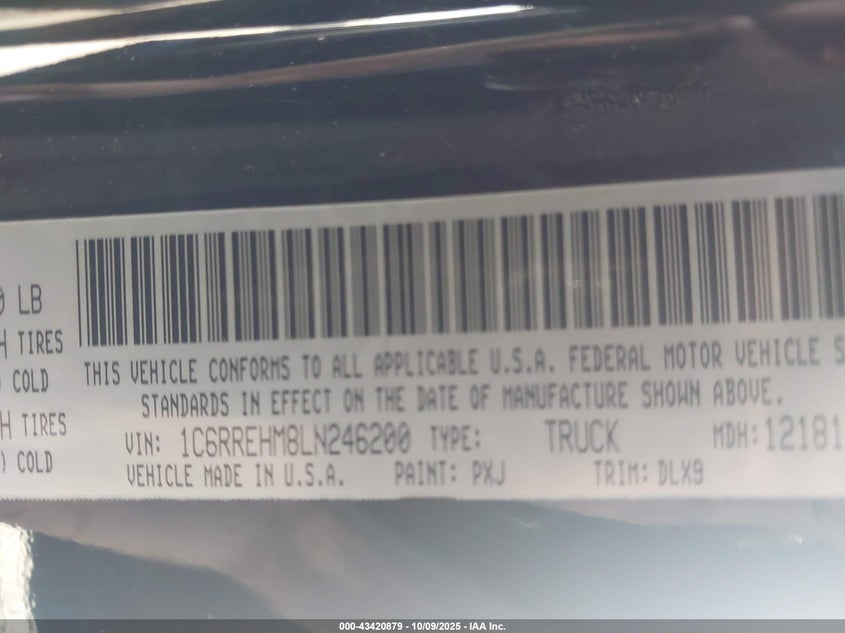 0 LB
H TIRES
) COLD
H TIRES
) COLD
THIS VEHICLE CONFORMS TO ALL APPLICABLE U.S.A. FEDERAL MOTOR VEHICLE S
STANDARDS IN EFFECT ON THE DATE OF MANUFACTURE SHOWN ABOVE.
VIN: 1C6RREHM8LN246200 TYPE: TRUCK MDH: 12181
VEHICLE MADE IN U.S.A. PAINT: PXJ TRIM: DLX9
000-43420879 - 10/09/2025 - IAA Inc.